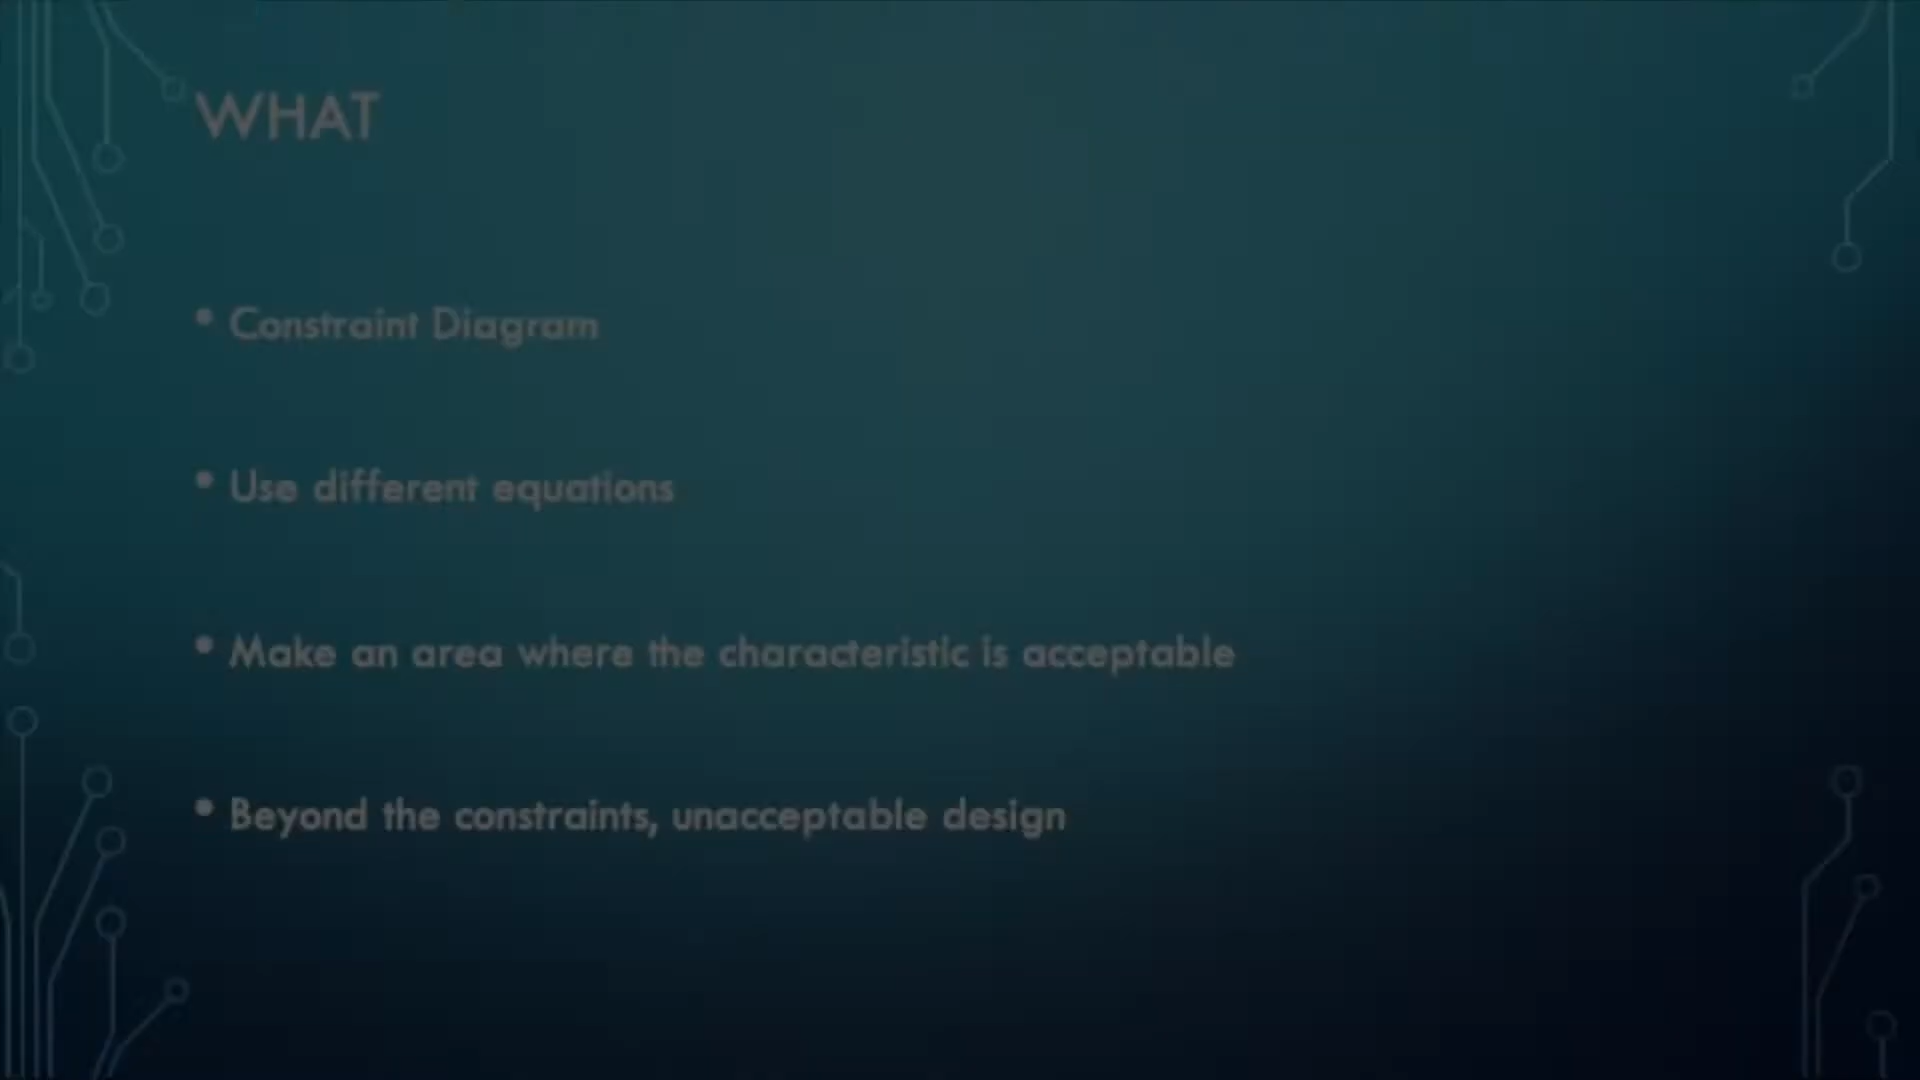 WHAT
• Constraint Diagram
• Use different equations
• Make an area where the characteristic is acceptable
• Beyond the constraints, unacceptable design